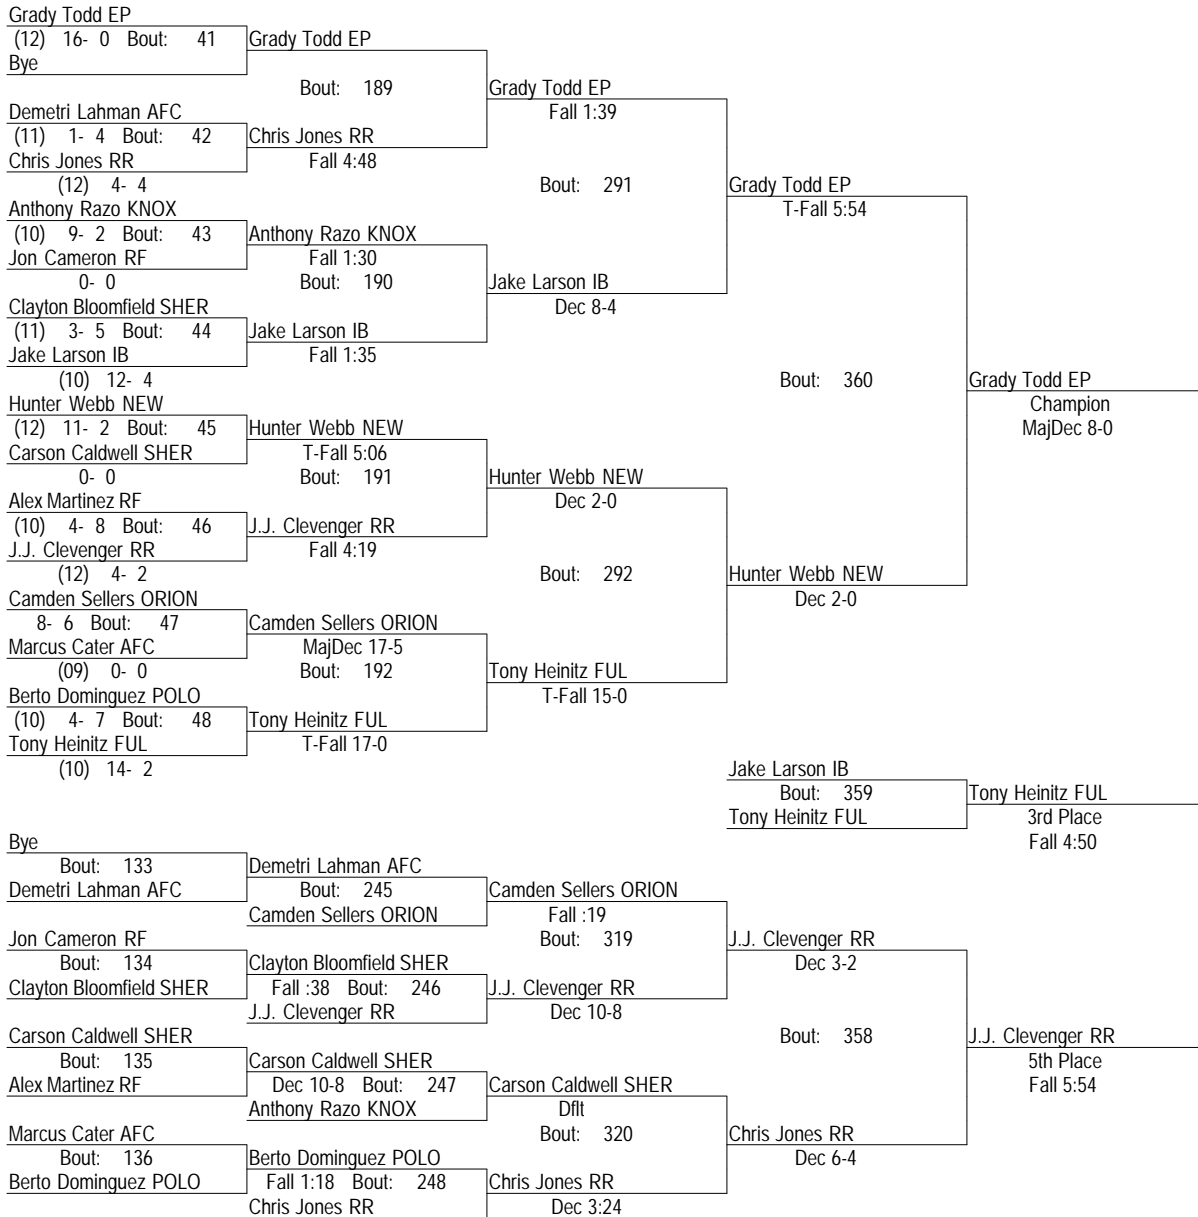 Grady Todd EP
(12) 16- 0 Bout: 41 Grady Todd EP
Bye
Bout: 189 Grady Todd EP
Demetri Lahman AFC Fall 1:39
(11) 1- 4 Bout: 42 Chris Jones RR
Chris Jones RR Fall 4:48
(12) 4- 4 Bout: 291 Grady Todd EP
Anthony Razo KNOX T-Fall 5:54
(10) 9- 2 Bout: 43 Anthony Razo KNOX
Jon Cameron RF Fall 1:30
0- 0 Bout: 190 Jake Larson IB
Clayton Bloomfield SHER Dec 8-4
(11) 3- 5 Bout: 44 Jake Larson IB
Jake Larson IB Fall 1:35
(10) 12- 4 Bout: 360 Grady Todd EP
Hunter Webb NEW Champion
(12) 11- 2 Bout: 45 Hunter Webb NEW MajDec 8-0
Carson Caldwell SHER T-Fall 5:06
0- 0 Bout: 191 Hunter Webb NEW
Alex Martinez RF Dec 2-0
(10) 4- 8 Bout: 46 J.J. Clevenger RR
J.J. Clevenger RR Fall 4:19
(12) 4- 2 Bout: 292 Hunter Webb NEW
Camden Sellers ORION Dec 2-0
8- 6 Bout: 47 Camden Sellers ORION
Marcus Cater AFC MajDec 17-5
(09) 0- 0 Bout: 192 Tony Heinitz FUL
Berto Dominguez POLO T-Fall 15-0
(10) 4- 7 Bout: 48 Tony Heinitz FUL
Tony Heinitz FUL T-Fall 17-0
(10) 14- 2 Jake Larson IB
Bout: 359 Tony Heinitz FUL
Tony Heinitz FUL 3rd Place
Bye Fall 4:50
Bout: 133 Demetri Lahman AFC
Demetri Lahman AFC Bout: 245 Camden Sellers ORION
Camden Sellers ORION Fall :19
Jon Cameron RF Bout: 319 J.J. Clevenger RR
Bout: 134 Clayton Bloomfield SHER Dec 3-2
Clayton Bloomfield SHER Fall :38 Bout: 246 J.J. Clevenger RR
J.J. Clevenger RR Dec 10-8
Carson Caldwell SHER Bout: 358 J.J. Clevenger RR
Bout: 135 Carson Caldwell SHER 5th Place
Alex Martinez RF Dec 10-8 Bout: 247 Carson Caldwell SHER Fall 5:54
Anthony Razo KNOX Dflt
Marcus Cater AFC Bout: 320 Chris Jones RR
Bout: 136 Berto Dominguez POLO Dec 6-4
Berto Dominguez POLO Fall 1:18 Bout: 248 Chris Jones RR
Chris Jones RR Dec 3:24